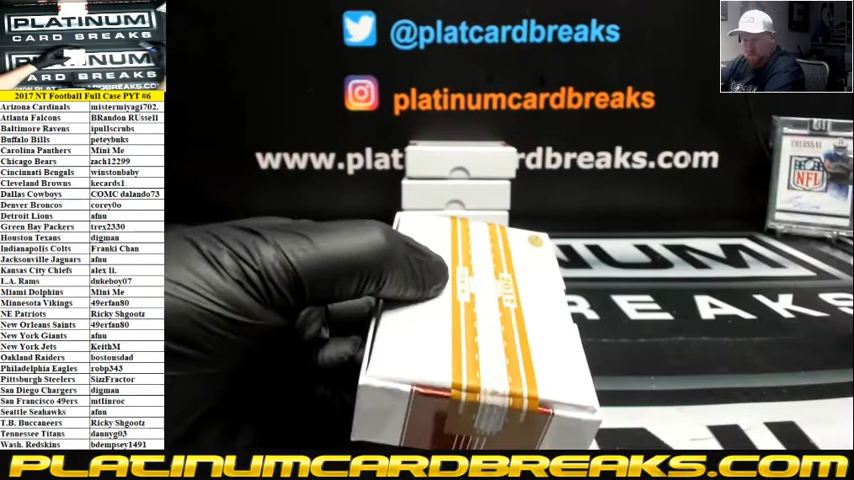 PLATINUM
CARD BREAKS
PLATINUM
CARD BREAKS
2017 NT Football Full Case PYT #6
Arizona Cardinals mistermiyagi702.
Atlanta Falcons BRandon RUssell
Baltimore Ravens ipullscrubs
Buffalo Bills peteybuks
Carolina Panthers Mini Me
Chicago Bears zach12299
Cincinnati Bengals winstonbaby
Cleveland Browns kecards1
Dallas Cowboys COMC dalando73
Denver Broncos corey0o
Detroit Lions afnu
Green Bay Packers trex2330
Houston Texans digman
Indianapolis Colts Franki Chan
Jacksonville Jaguars afnu
Kansas City Chiefs alex li.
L.A. Rams dukeboy07
Miami Dolphins Mini Me
Minnesota Vikings 49erfan80
NE Patriots Ricky Shgootz
New Orleans Saints 49erfan80
New York Giants afnu
New York Jets KeithM
Oakland Raiders bostonsdad
Philadelphia Eagles robp343
Pittsburgh Steelers SizzFractor
San Diego Chargers digman
San Francisco 49ers mtlinroc
Seattle Seahawks afnu
T.B. Buccaneers Ricky Shgootz
Tennessee Titans dannyg03
Wash. Redskins bdempsey1491
@platcardbreaks
platinumcardbreaks
www.plat breaks.com
COLOSSAL
NFL
NUM
BREAKS
PLATINUMCARDBREAKS.COM